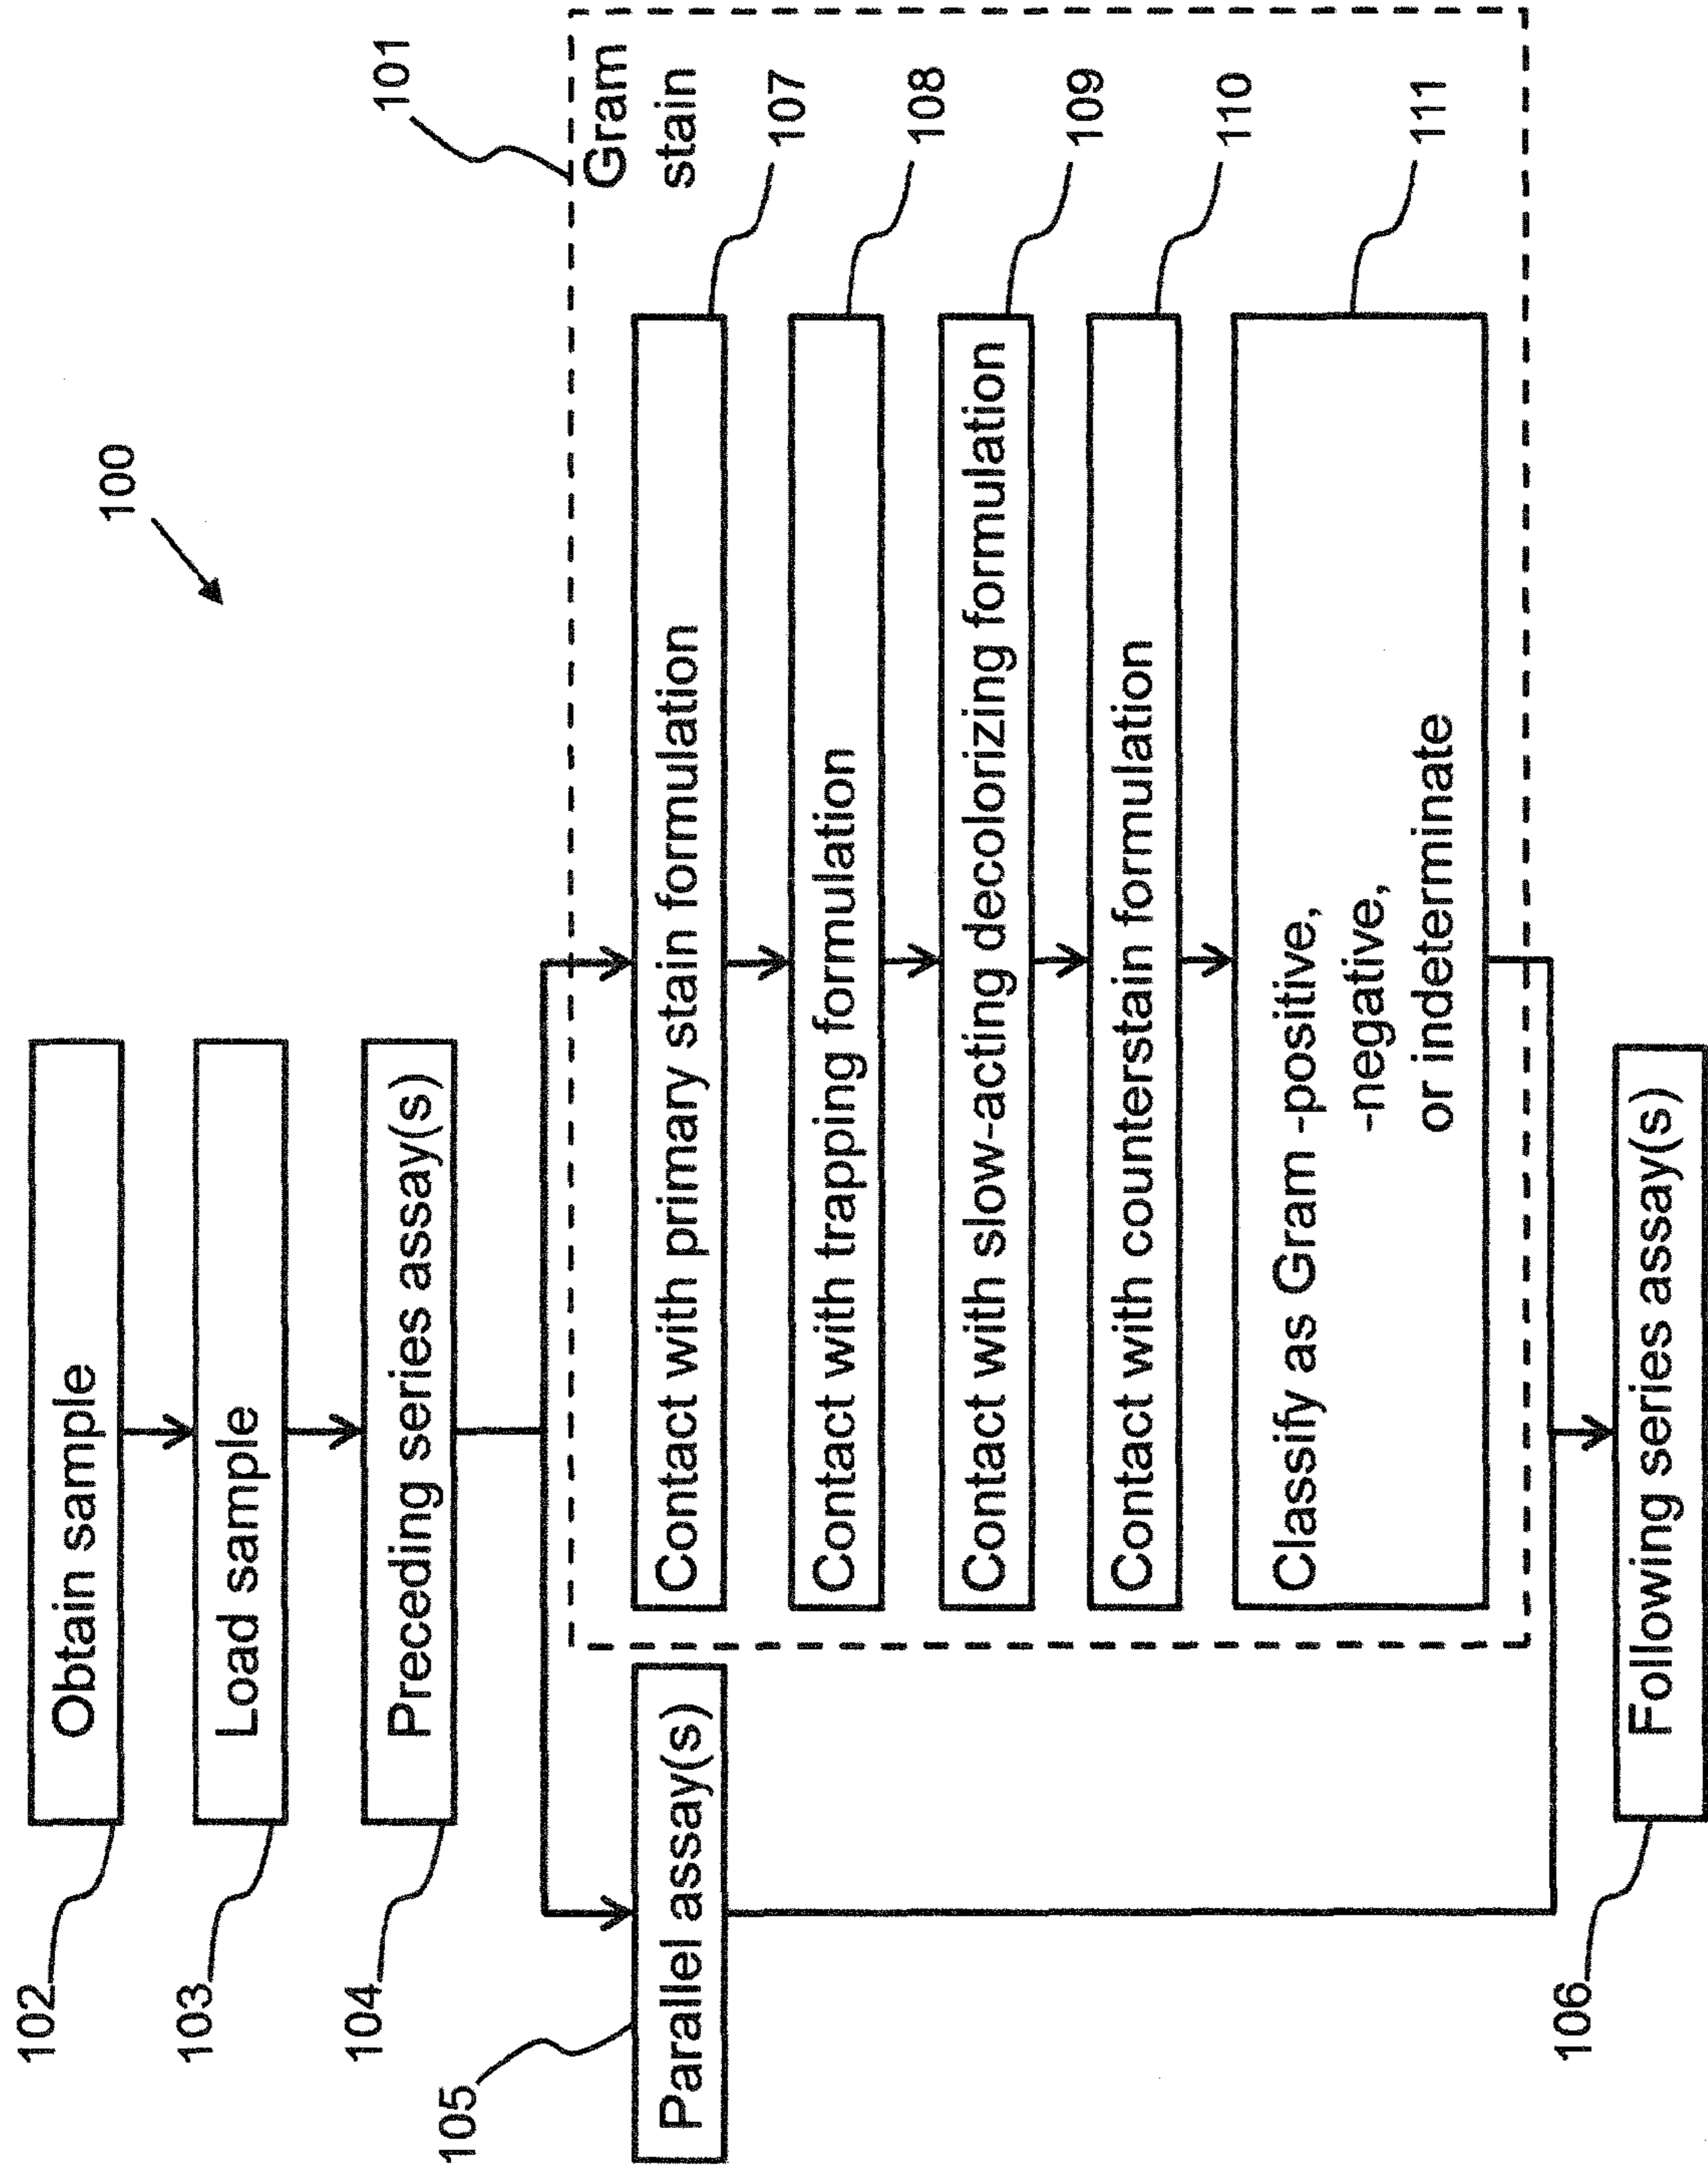 100
102
Obtain sample
103
Load sample
104
Preceding series assay(s)
101
Gram
stain
105
Parallel assay(s)
Contact with primary stain formulation
107
Contact with trapping formulation
108
Contact with slow-acting decolorizing formulation
109
Contact with counterstain formulation
110
Classify as Gram -positive,
-negative,
or indeterminate
111
106
Following series assay(s)